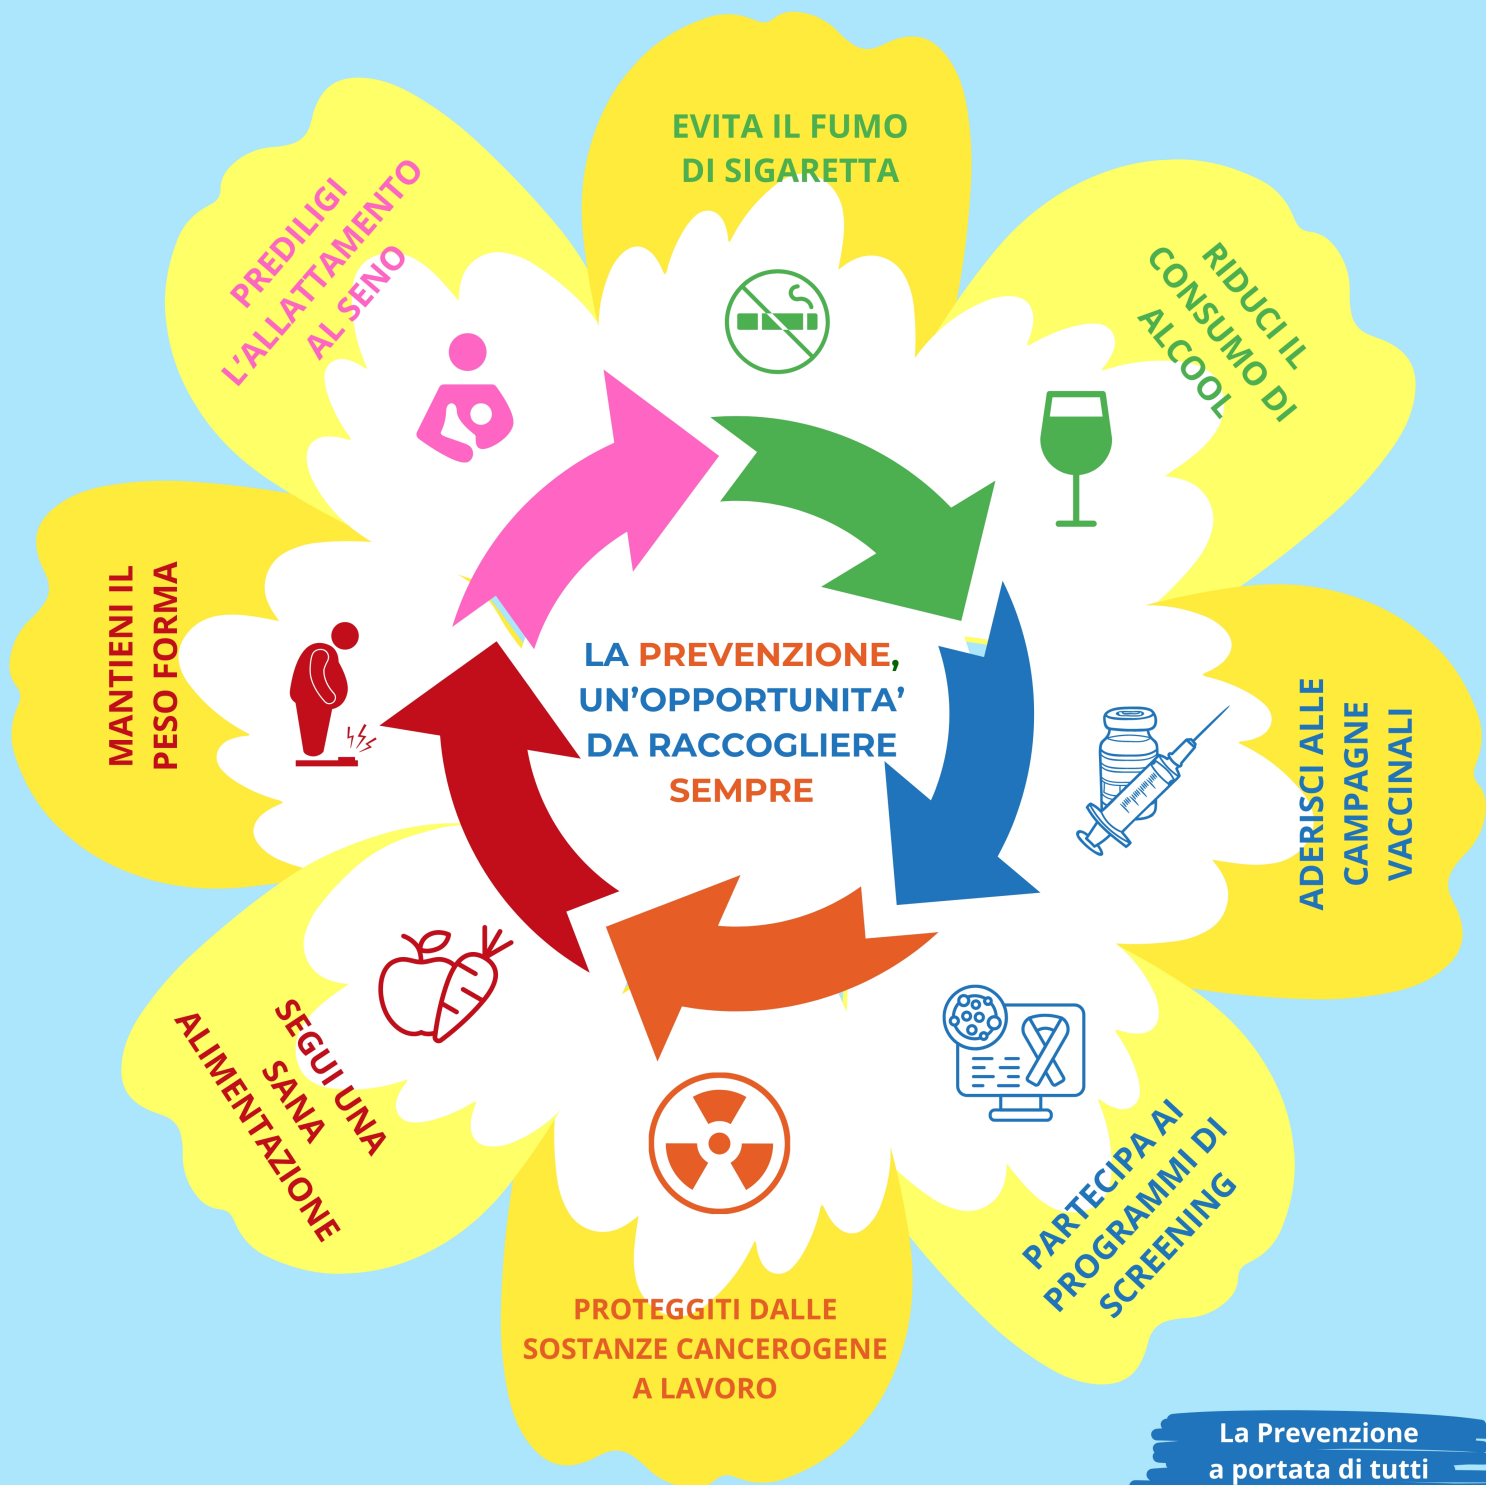 EVITA IL FUMO
DI SIGARETTA
RIDUCI IL
CONSUMO DI
ALCOOL
ADERISCI ALLE
CAMPAGNE
VACCINALI
PARTECIPA AI
PROGRAMMI DI
SCREENING
PROTEGGITI DALLE
SOSTANZE CANCEROGENE
A LAVORO
SEGUI UNA
SANA
ALIMENTAZIONE
MANTIENI IL
PESO FORMA
PREDILIGI
L'ALLATTAMENTO
AL SENO
LA PREVENZIONE,
UN'OPPORTUNITA'
DA RACCOGLIERE
SEMPRE
La Prevenzione
a portata di tutti